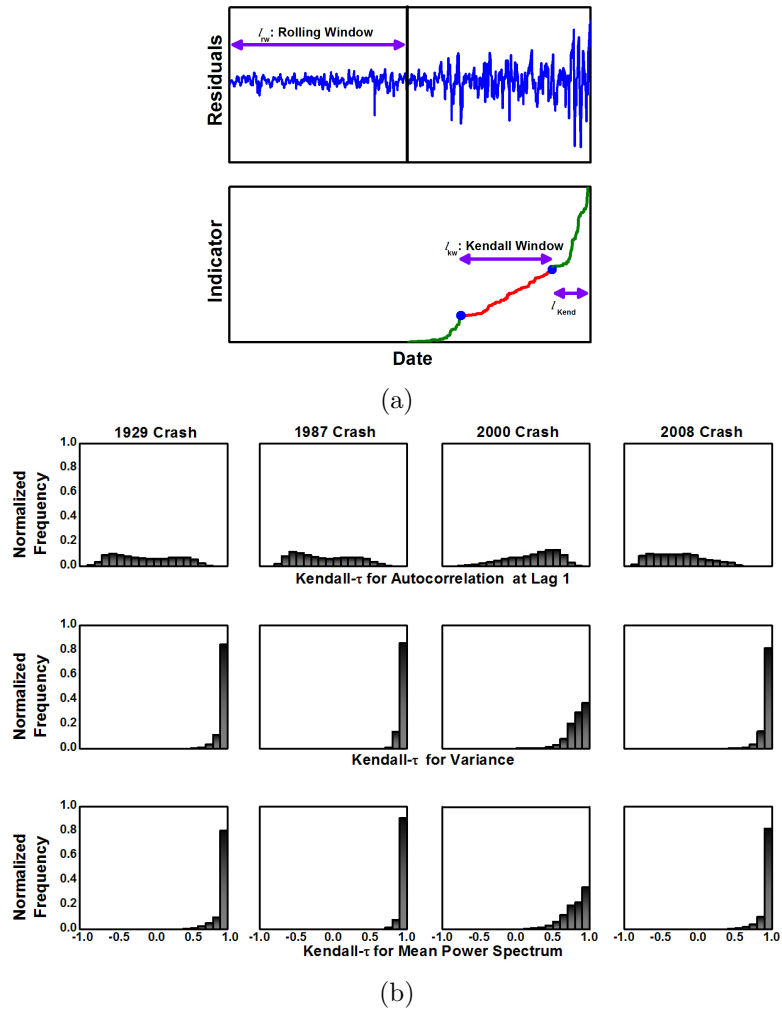 l_rw: Rolling Window
Residuals
l_kw: Kendall Window
l_Kend
Indicator
Date
(a)
1929 Crash 1987 Crash 2000 Crash 2008 Crash
Normalized
Frequency
1.0
0.8
0.6
0.4
0.2
0.0
Kendall-τ for Autocorrelation at Lag 1
Normalized
Frequency
1.0
0.8
0.6
0.4
0.2
0.0
Kendall-τ for Variance
Normalized
Frequency
1.0
0.8
0.6
0.4
0.2
0.0
-1.0 -0.5 0.0 0.5 1.0 -1.0 -0.5 0.0 0.5 1.0 -1.0 -0.5 0.0 0.5 1.0 -1.0 -0.5 0.0 0.5 1.0
Kendall-τ for Mean Power Spectrum
(b)